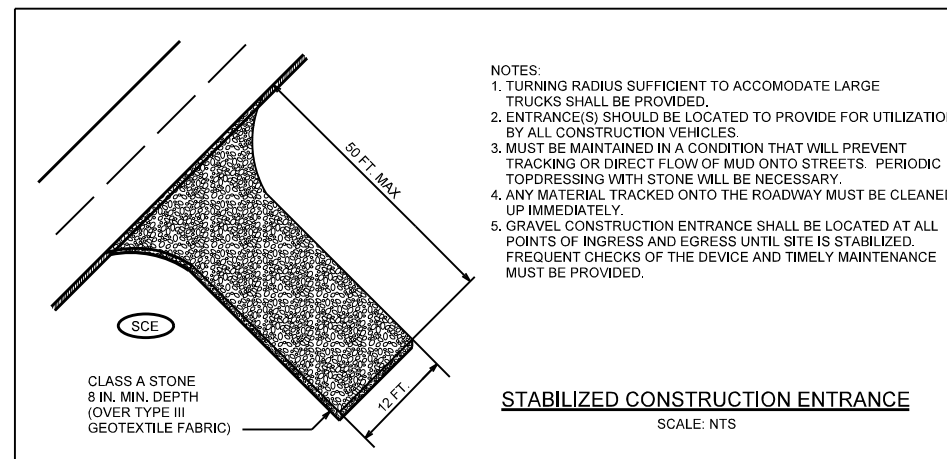 NOTES:
1. TURNING RADIUS SUFFICIENT TO ACCOMODATE LARGE
TRUCKS SHALL BE PROVIDED.
2. ENTRANCE(S) SHOULD BE LOCATED TO PROVIDE FOR UTILIZATIO
BY ALL CONSTRUCTION VEHICLES.
3. MUST BE MAINTAINED IN A CONDITION THAT WILL PREVENT
TRACKING OR DIRECT FLOW OF MUD ONTO STREETS. PERIODIC
TOPDRESSING WITH STONE WILL BE NECESSARY.
4. ANY MATERIAL TRACKED ONTO THE ROADWAY MUST BE CLEANE
UP IMMEDIATELY.
5. GRAVEL CONSTRUCTION ENTRANCE SHALL BE LOCATED AT ALL
POINTS OF INGRESS AND EGRESS UNTIL SITE IS STABILIZED.
FREQUENT CHECKS OF THE DEVICE AND TIMELY MAINTENANCE
MUST BE PROVIDED.
50 FT. MAX
12 FT.
SCE
CLASS A STONE
8 IN. MIN. DEPTH
(OVER TYPE III
GEOTEXTILE FABRIC)
STABILIZED CONSTRUCTION ENTRANCE
SCALE: NTS